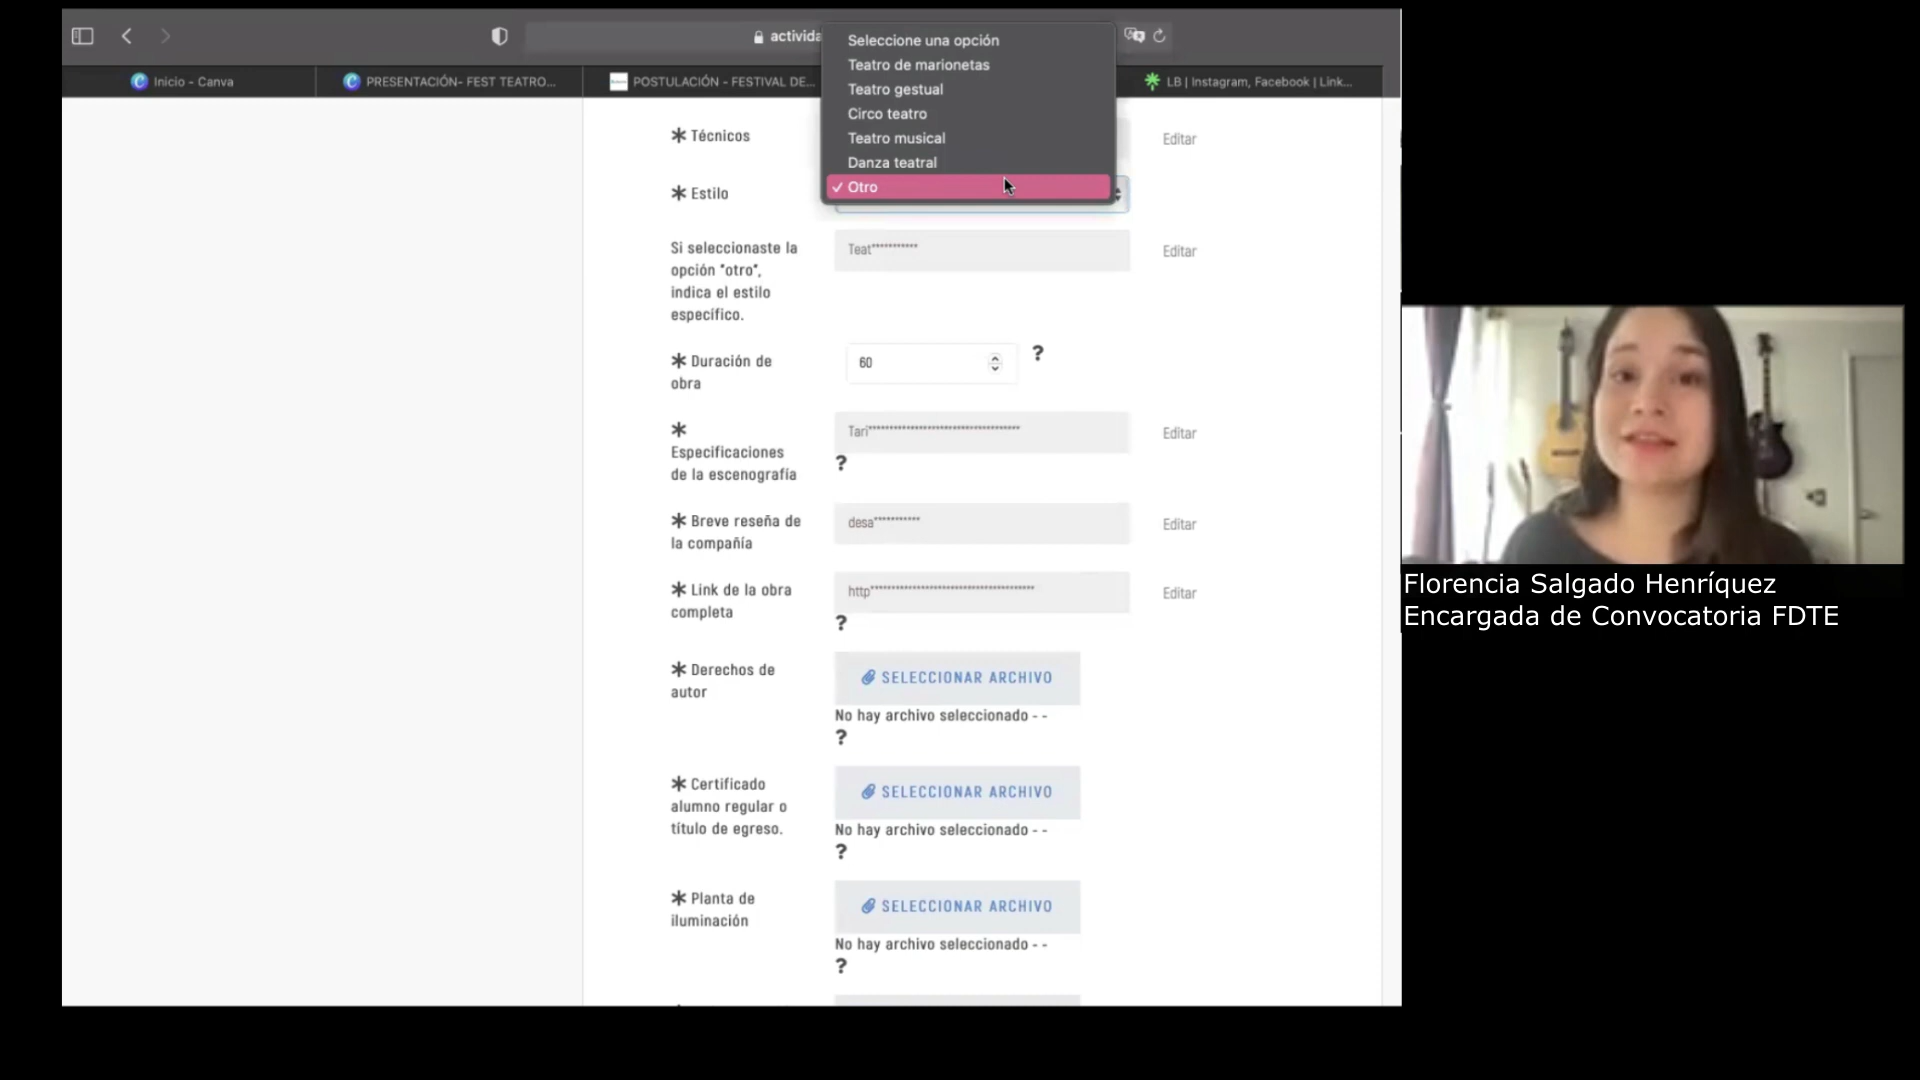 activida
Inicio - Canva
PRESENTACIÓN- FEST TEATRO...
POSTULACIÓN - FESTIVAL DE...
LB | Instagram, Facebook | Link...
Seleccione una opción
Teatro de marionetas
Teatro gestual
Circo teatro
Teatro musical
Danza teatral
✓ Otro
* Técnicos
Editar
* Estilo
Si seleccionaste la
opción "otro",
indica el estilo
específico.
Teat***********
Editar
* Duración de
obra
60
?
*
Especificaciones
de la escenografía
Tari************************************
Editar
?
* Breve reseña de
la compañía
desa***********
Editar
* Link de la obra
completa
http***************************************
Editar
?
* Derechos de
autor
SELECCIONAR ARCHIVO
No hay archivo seleccionado - -
?
* Certificado
alumno regular o
título de egreso.
SELECCIONAR ARCHIVO
No hay archivo seleccionado - -
?
* Planta de
iluminación
SELECCIONAR ARCHIVO
No hay archivo seleccionado - -
?
Florencia Salgado Henríquez
Encargada de Convocatoria FDTE